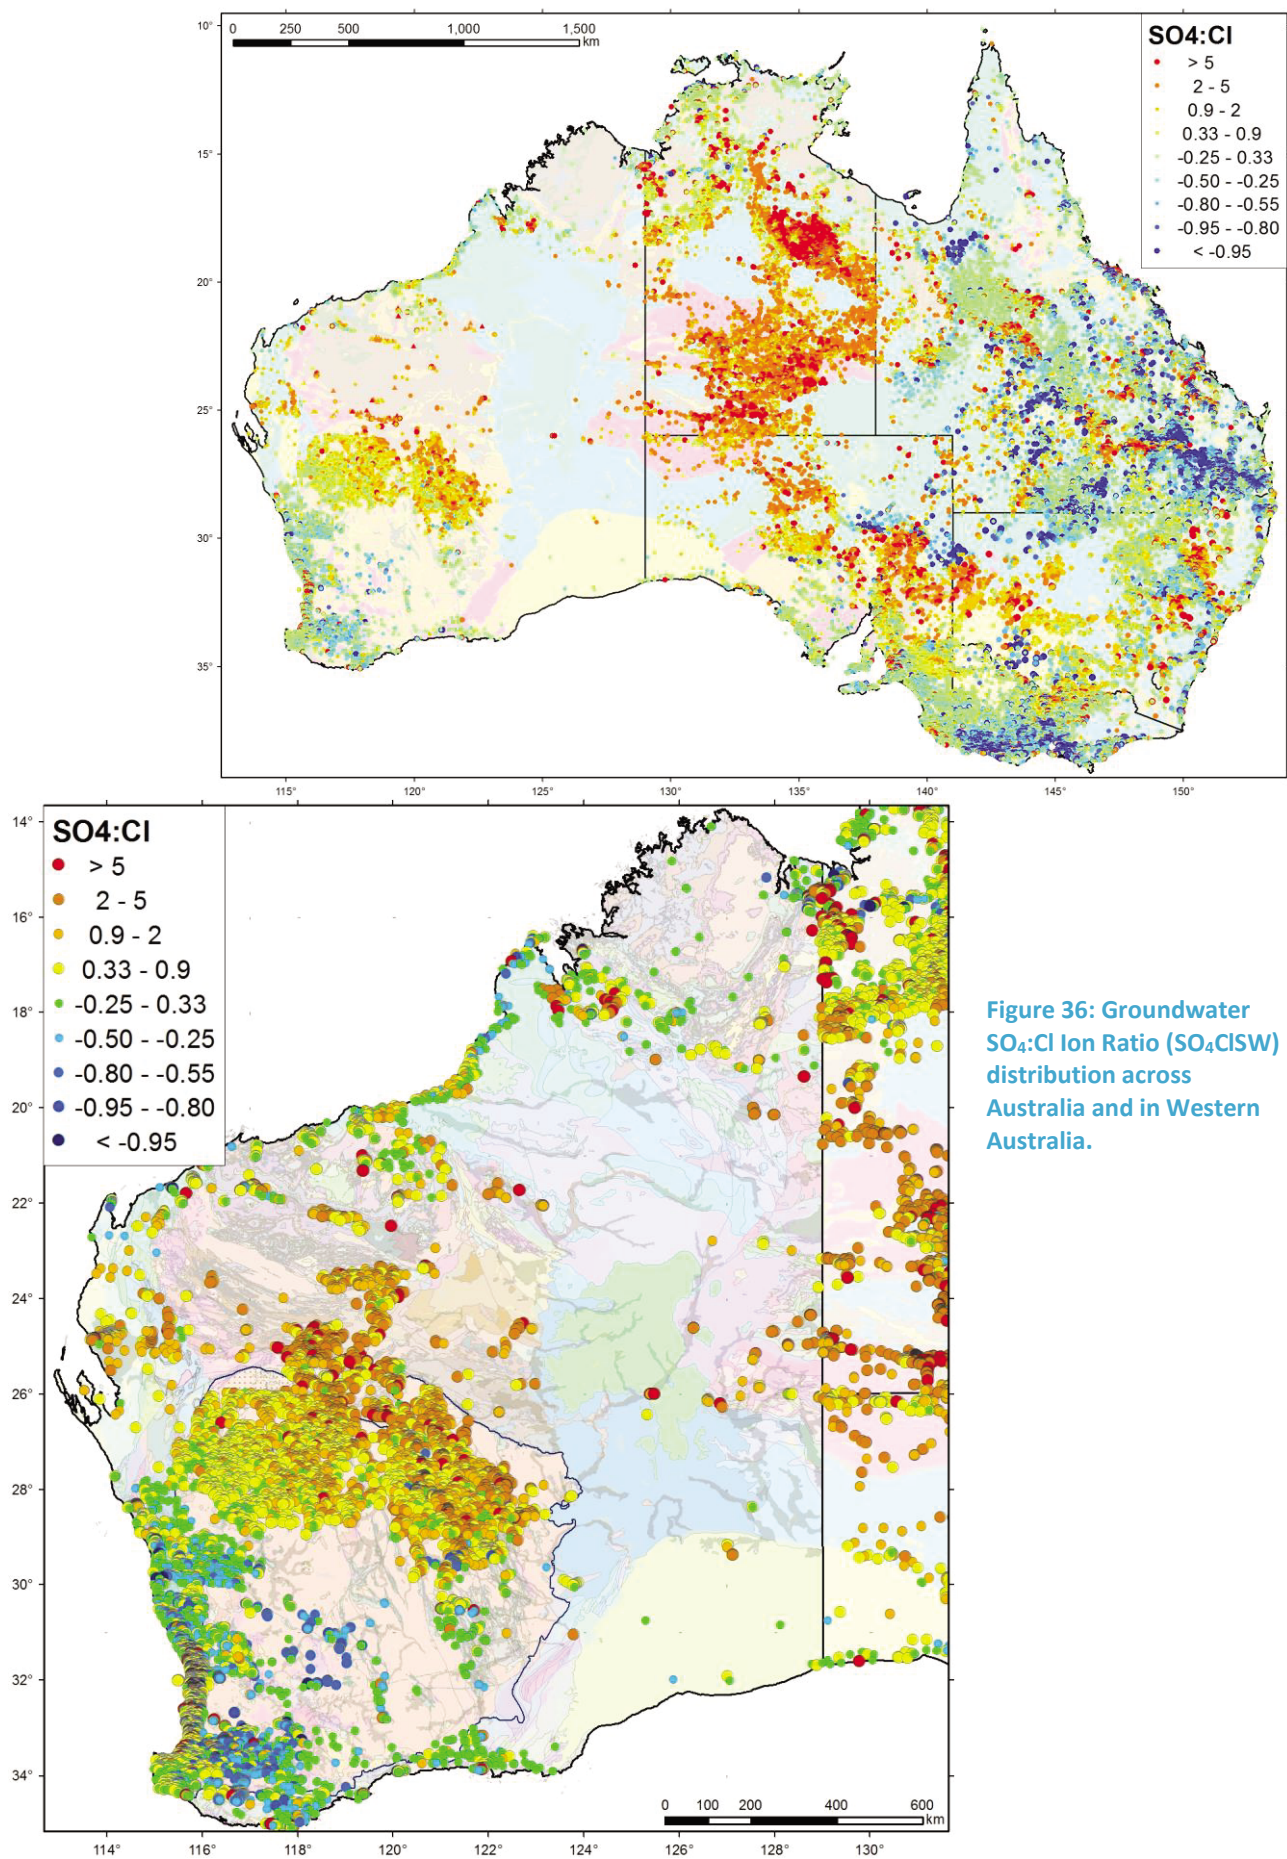 10°
15°
20°
25°
30°
35°
0 250 500 1,000 1,500
km
SO4:Cl
> 5
2 - 5
0.9 - 2
0.33 - 0.9
-0.25 - 0.33
-0.50 - -0.25
-0.80 - -0.55
-0.95 - -0.80
< -0.95
115° 120° 125° 130° 135° 140° 145° 150°
SO4:Cl
> 5
2 - 5
0.9 - 2
0.33 - 0.9
-0.25 - 0.33
-0.50 - -0.25
-0.80 - -0.55
-0.95 - -0.80
< -0.95
14°
16°
18°
20°
22°
24°
26°
28°
30°
32°
34°
0 100 200 400 600
km
114° 116° 118° 120° 122° 124° 126° 128° 130°
Figure 36: Groundwater
SO₄:Cl Ion Ratio (SO₄ClSW)
distribution across
Australia and in Western
Australia.